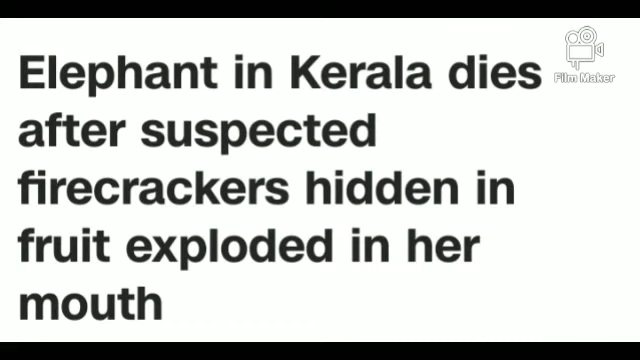 Elephant in Kerala dies
after suspected
firecrackers hidden in
fruit exploded in her
mouth
Film Maker